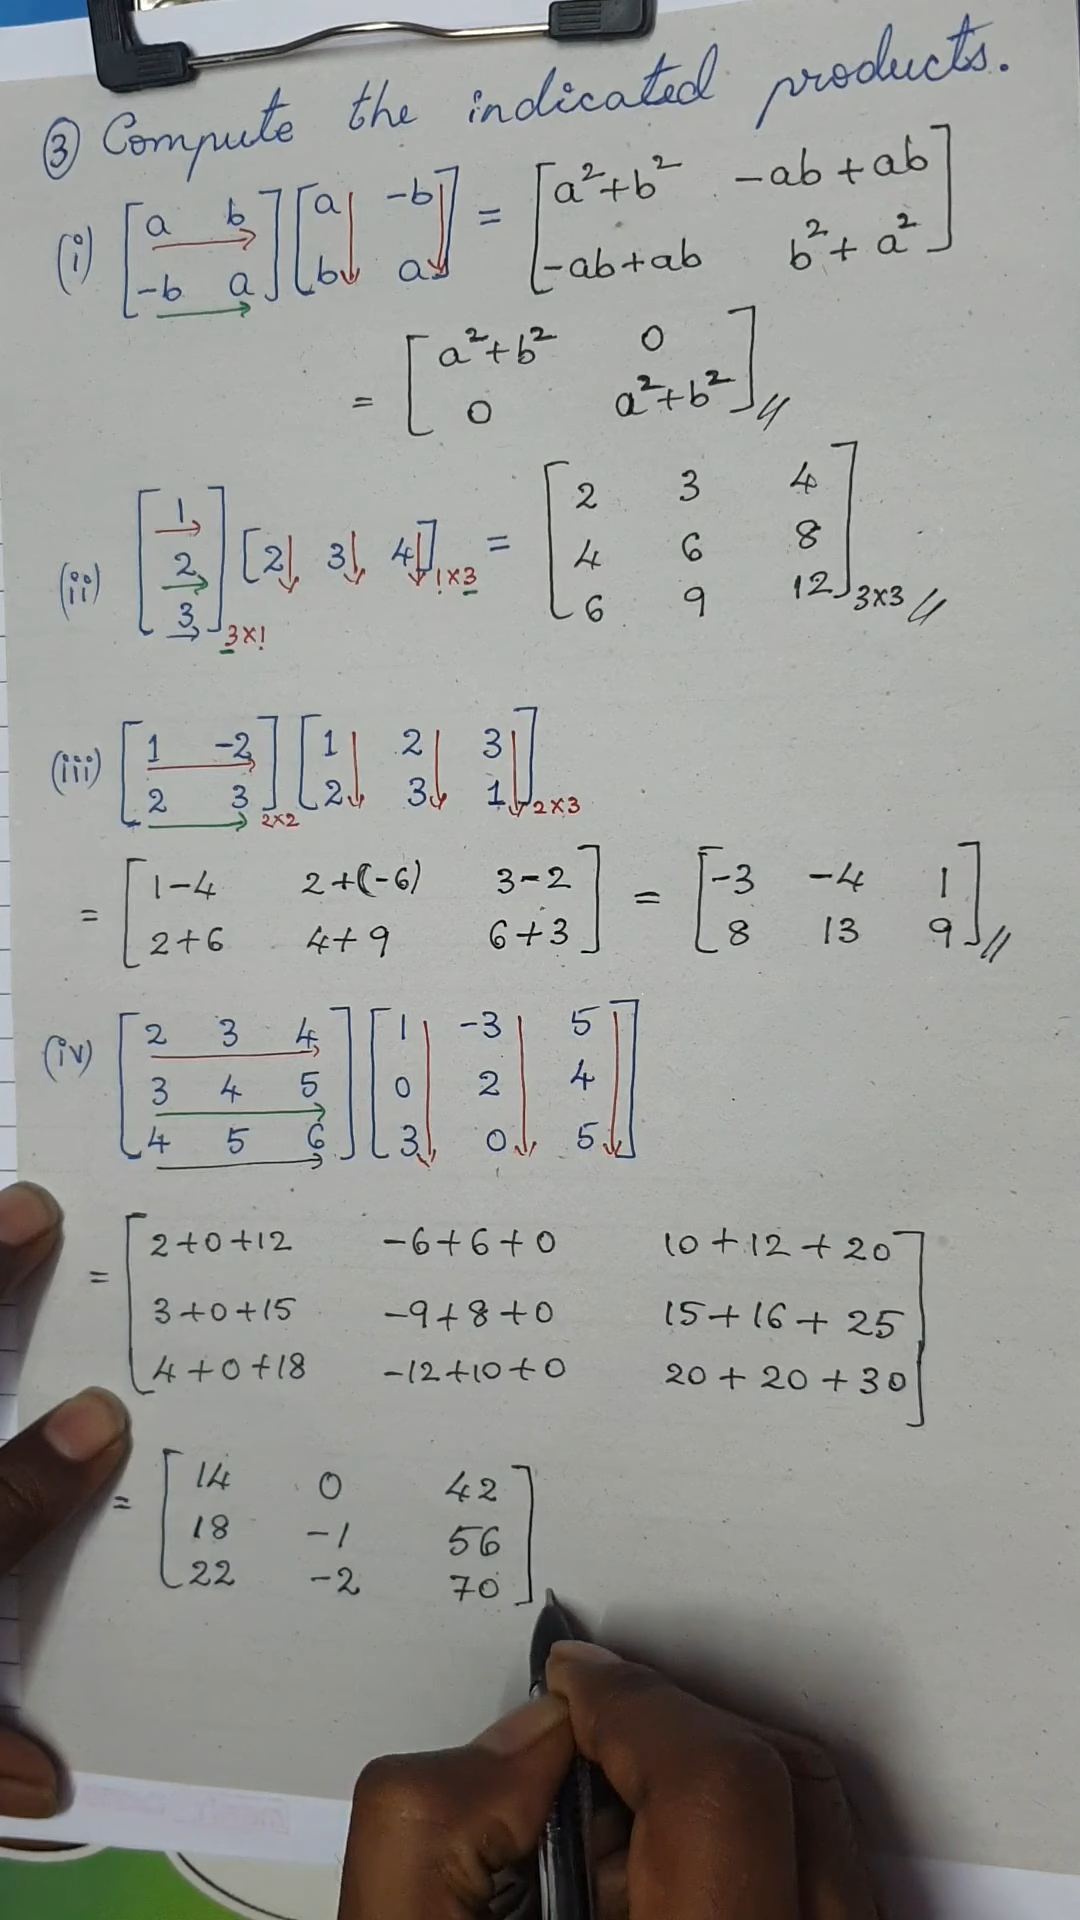 ③ Compute the indicated products.
(i) [a b; -b a] [a -b; b a] = [a²+b² -ab+ab; -ab+ab b²+a²]
= [a²+b² 0; 0 a²+b²]//
(ii) [1; 2; 3]3×1 [2 3 4]1×3 = [2 3 4; 4 6 8; 6 9 12]3×3 //
(iii) [1 -2; 2 3]2×2 [1 2 3; 2 3 1]2×3
= [1-4 2+(-6) 3-2; 2+6 4+9 6+3] = [-3 -4 1; 8 13 9]//
(iv) [2 3 4; 3 4 5; 4 5 6] [1 -3 5; 0 2 4; 3 0 5]
= [2+0+12 -6+6+0 10+12+20; 3+0+15 -9+8+0 15+16+25; 4+0+18 -12+10+0 20+20+30]
= [14 0 42; 18 -1 56; 22 -2 70]